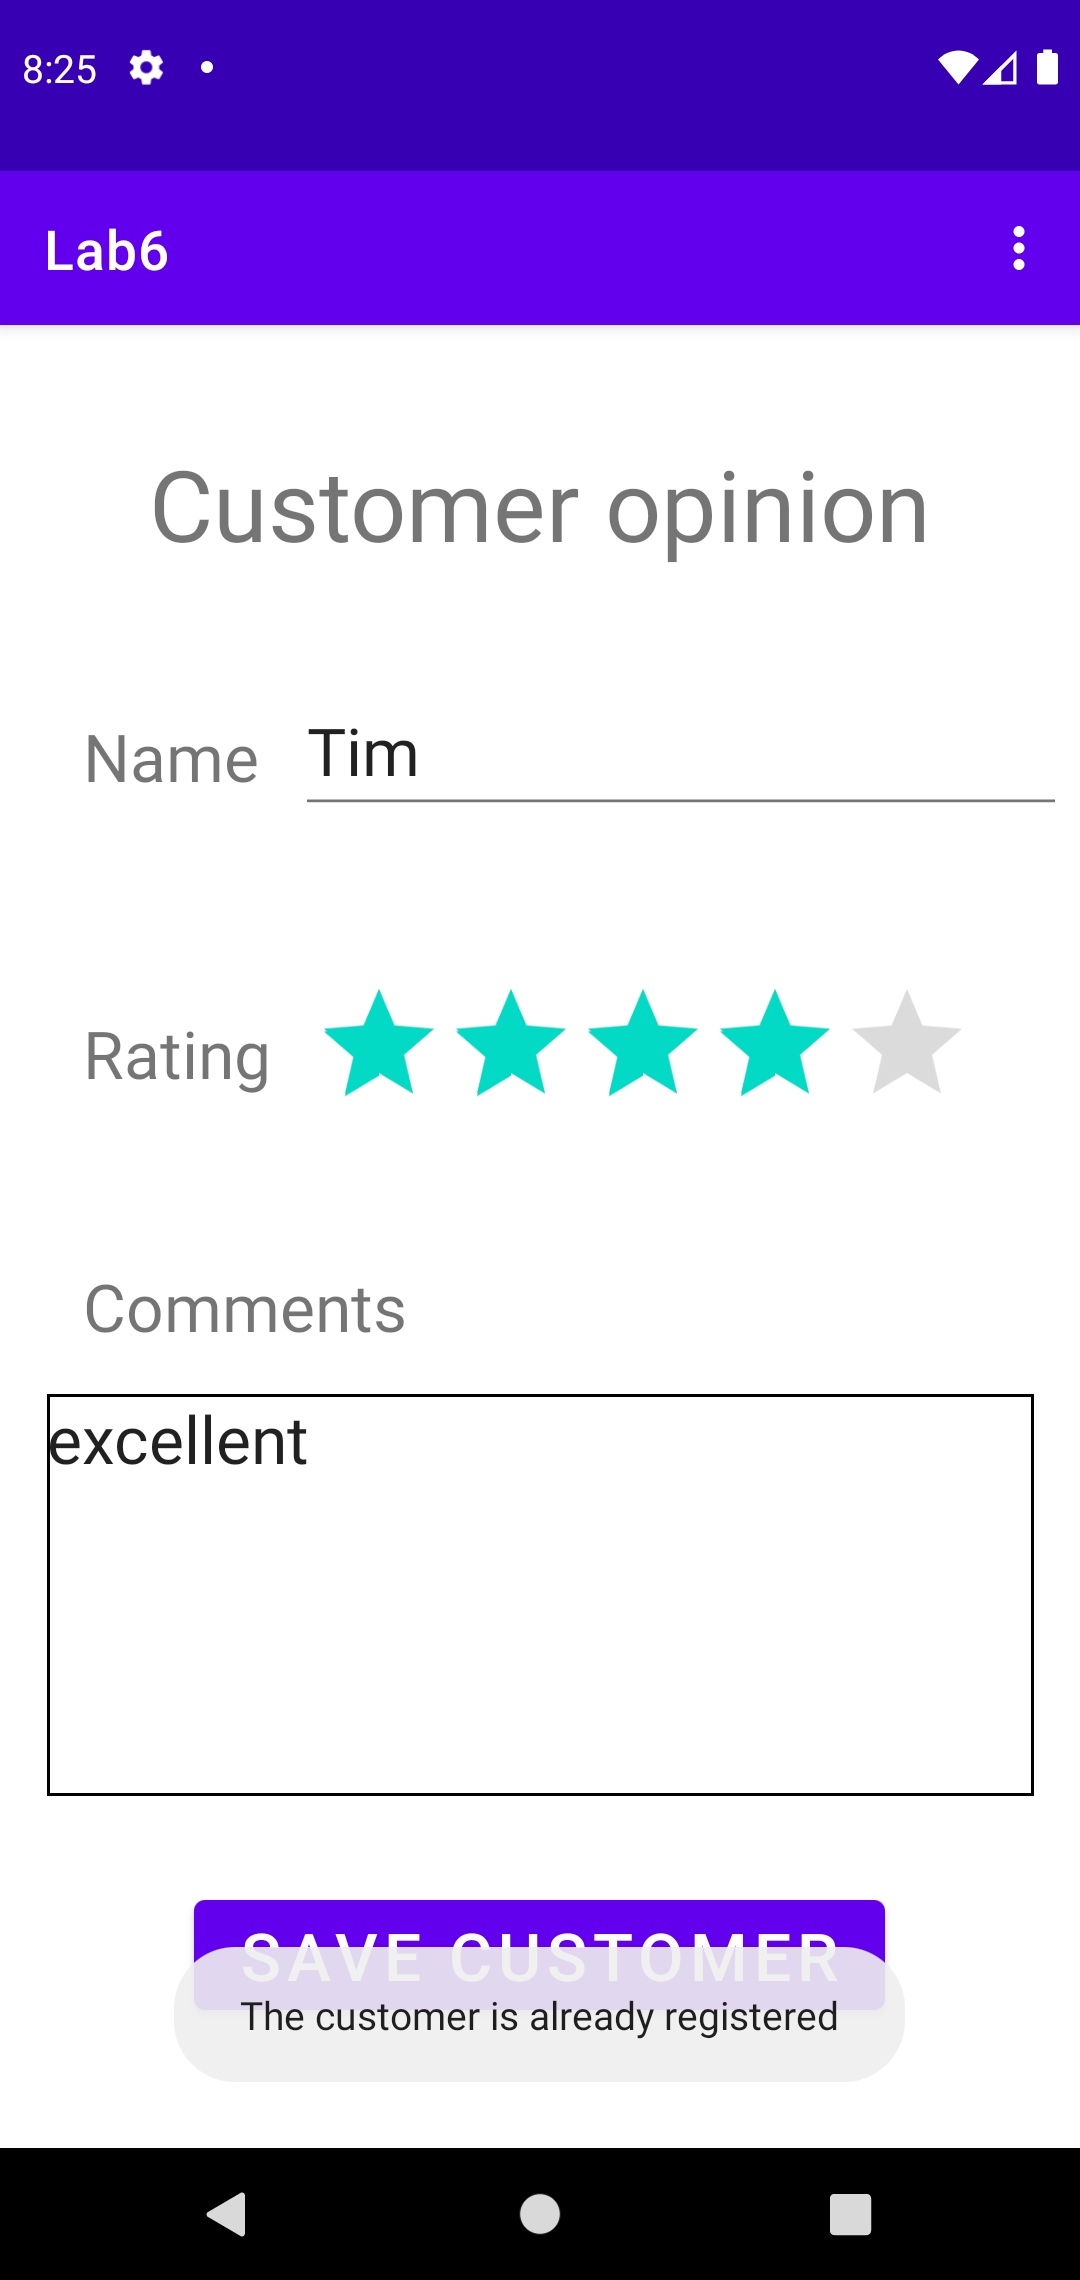 8:25
Lab6
Customer opinion
Name
Tim
Rating
Comments
excellent
SAVE CUSTOMER
The customer is already registered